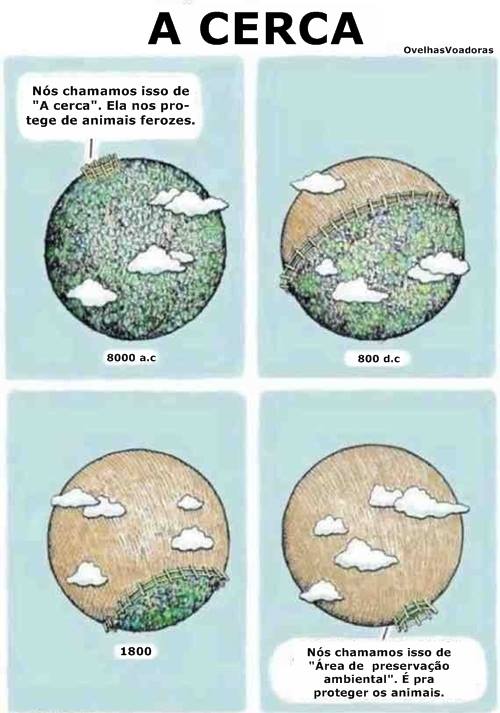 A CERCA
OvelhasVoadoras
Nós chamamos isso de
"A cerca". Ela nos pro-
tege de animais ferozes.
8000 a.c
800 d.c
1800
Nós chamamos isso de
"Área de preservação
ambiental". É pra
proteger os animais.